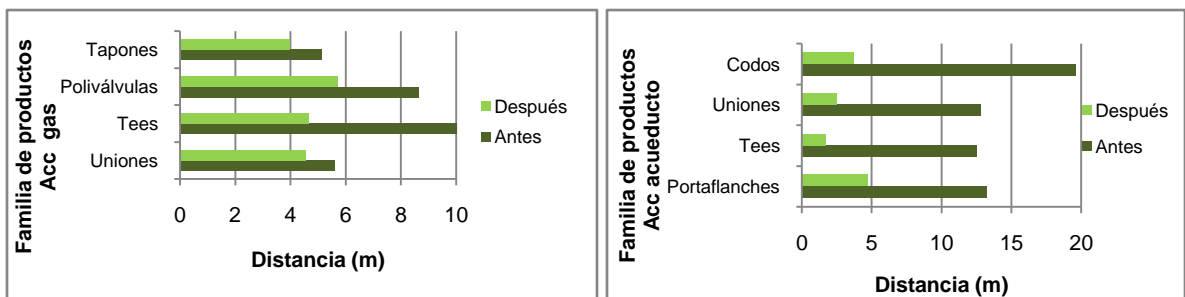 Familia de productos
Acc gas
Tapones
Poliválvulas
Tees
Uniones
0 2 4 6 8 10
Distancia (m)
Después
Antes
Familia de productos
Acc acueducto
Codos
Uniones
Tees
Portaflanches
0 5 10 15 20
Distancia (m)
Después
Antes